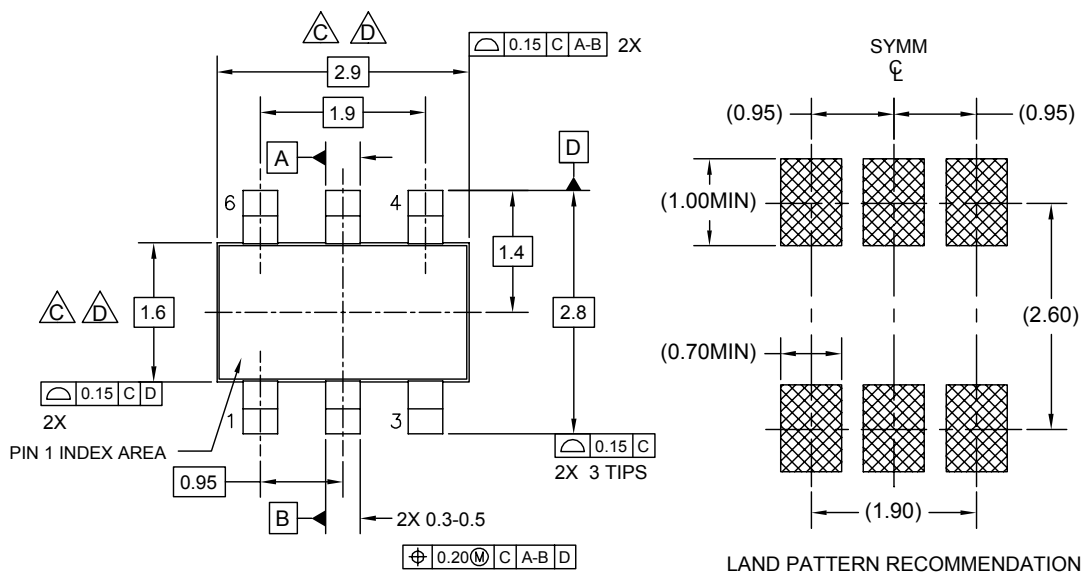 C D
⌓ 0.15 C A-B 2X
2.9
1.9
A
D
6
4
1.4
C D
1.6
2.8
⌓ 0.15 C D
2X
1
3
PIN 1 INDEX AREA
⌓ 0.15 C
2X 3 TIPS
0.95
B
2X 0.3-0.5
⌖ 0.20Ⓜ C A-B D
SYMM
℄
(0.95)
(0.95)
(1.00MIN)
(2.60)
(0.70MIN)
(1.90)
LAND PATTERN RECOMMENDATION